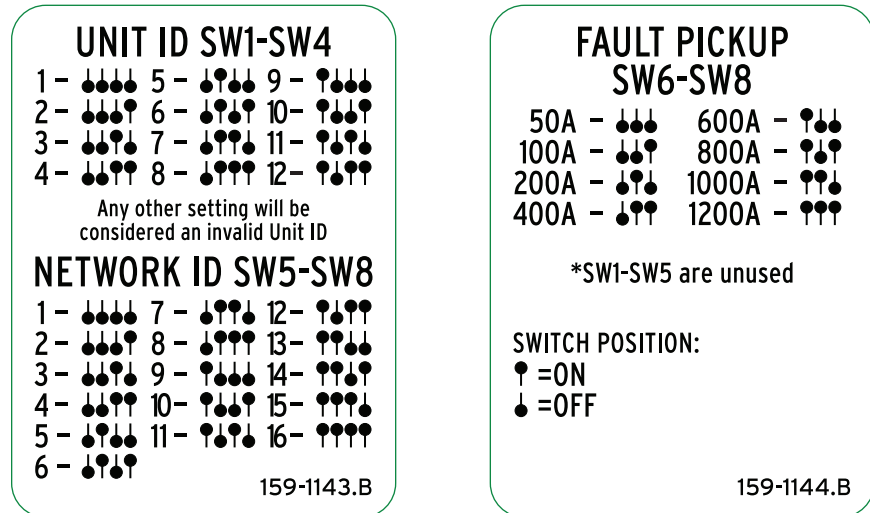 UNIT ID SW1-SW4
1 - 5 - 9 -
2 - 6 - 10-
3 - 7 - 11 -
4 - 8 - 12-
Any other setting will be
considered an invalid Unit ID
NETWORK ID SW5-SW8
1 - 7 - 12-
2 - 8 - 13-
3 - 9 - 14-
4 - 10- 15-
5 - 11 - 16-
6 -
159-1143.B
FAULT PICKUP
SW6-SW8
50A - 600A -
100A - 800A -
200A - 1000A -
400A - 1200A -
*SW1-SW5 are unused
SWITCH POSITION:
=ON
=OFF
159-1144.B